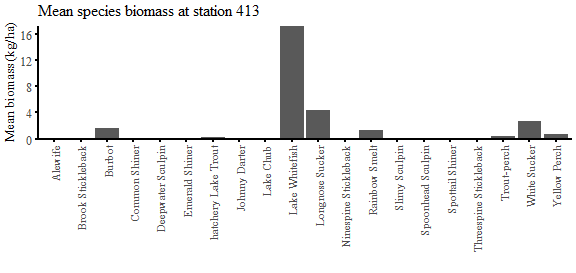 Mean species biomass at station 413
Mean biomass (kg/ha)
16
12
8
4
0
Alewife
Brook Stickleback
Burbot
Common Shiner
Deepwater Sculpin
Emerald Shiner
hatchery Lake Trout
Johnny Darter
Lake Chub
Lake Whitefish
Longnose Sucker
Ninespine Stickleback
Rainbow Smelt
Slimy Sculpin
Spoonhead Sculpin
Spottail Shiner
Threespine Stickleback
Trout-perch
White Sucker
Yellow Perch